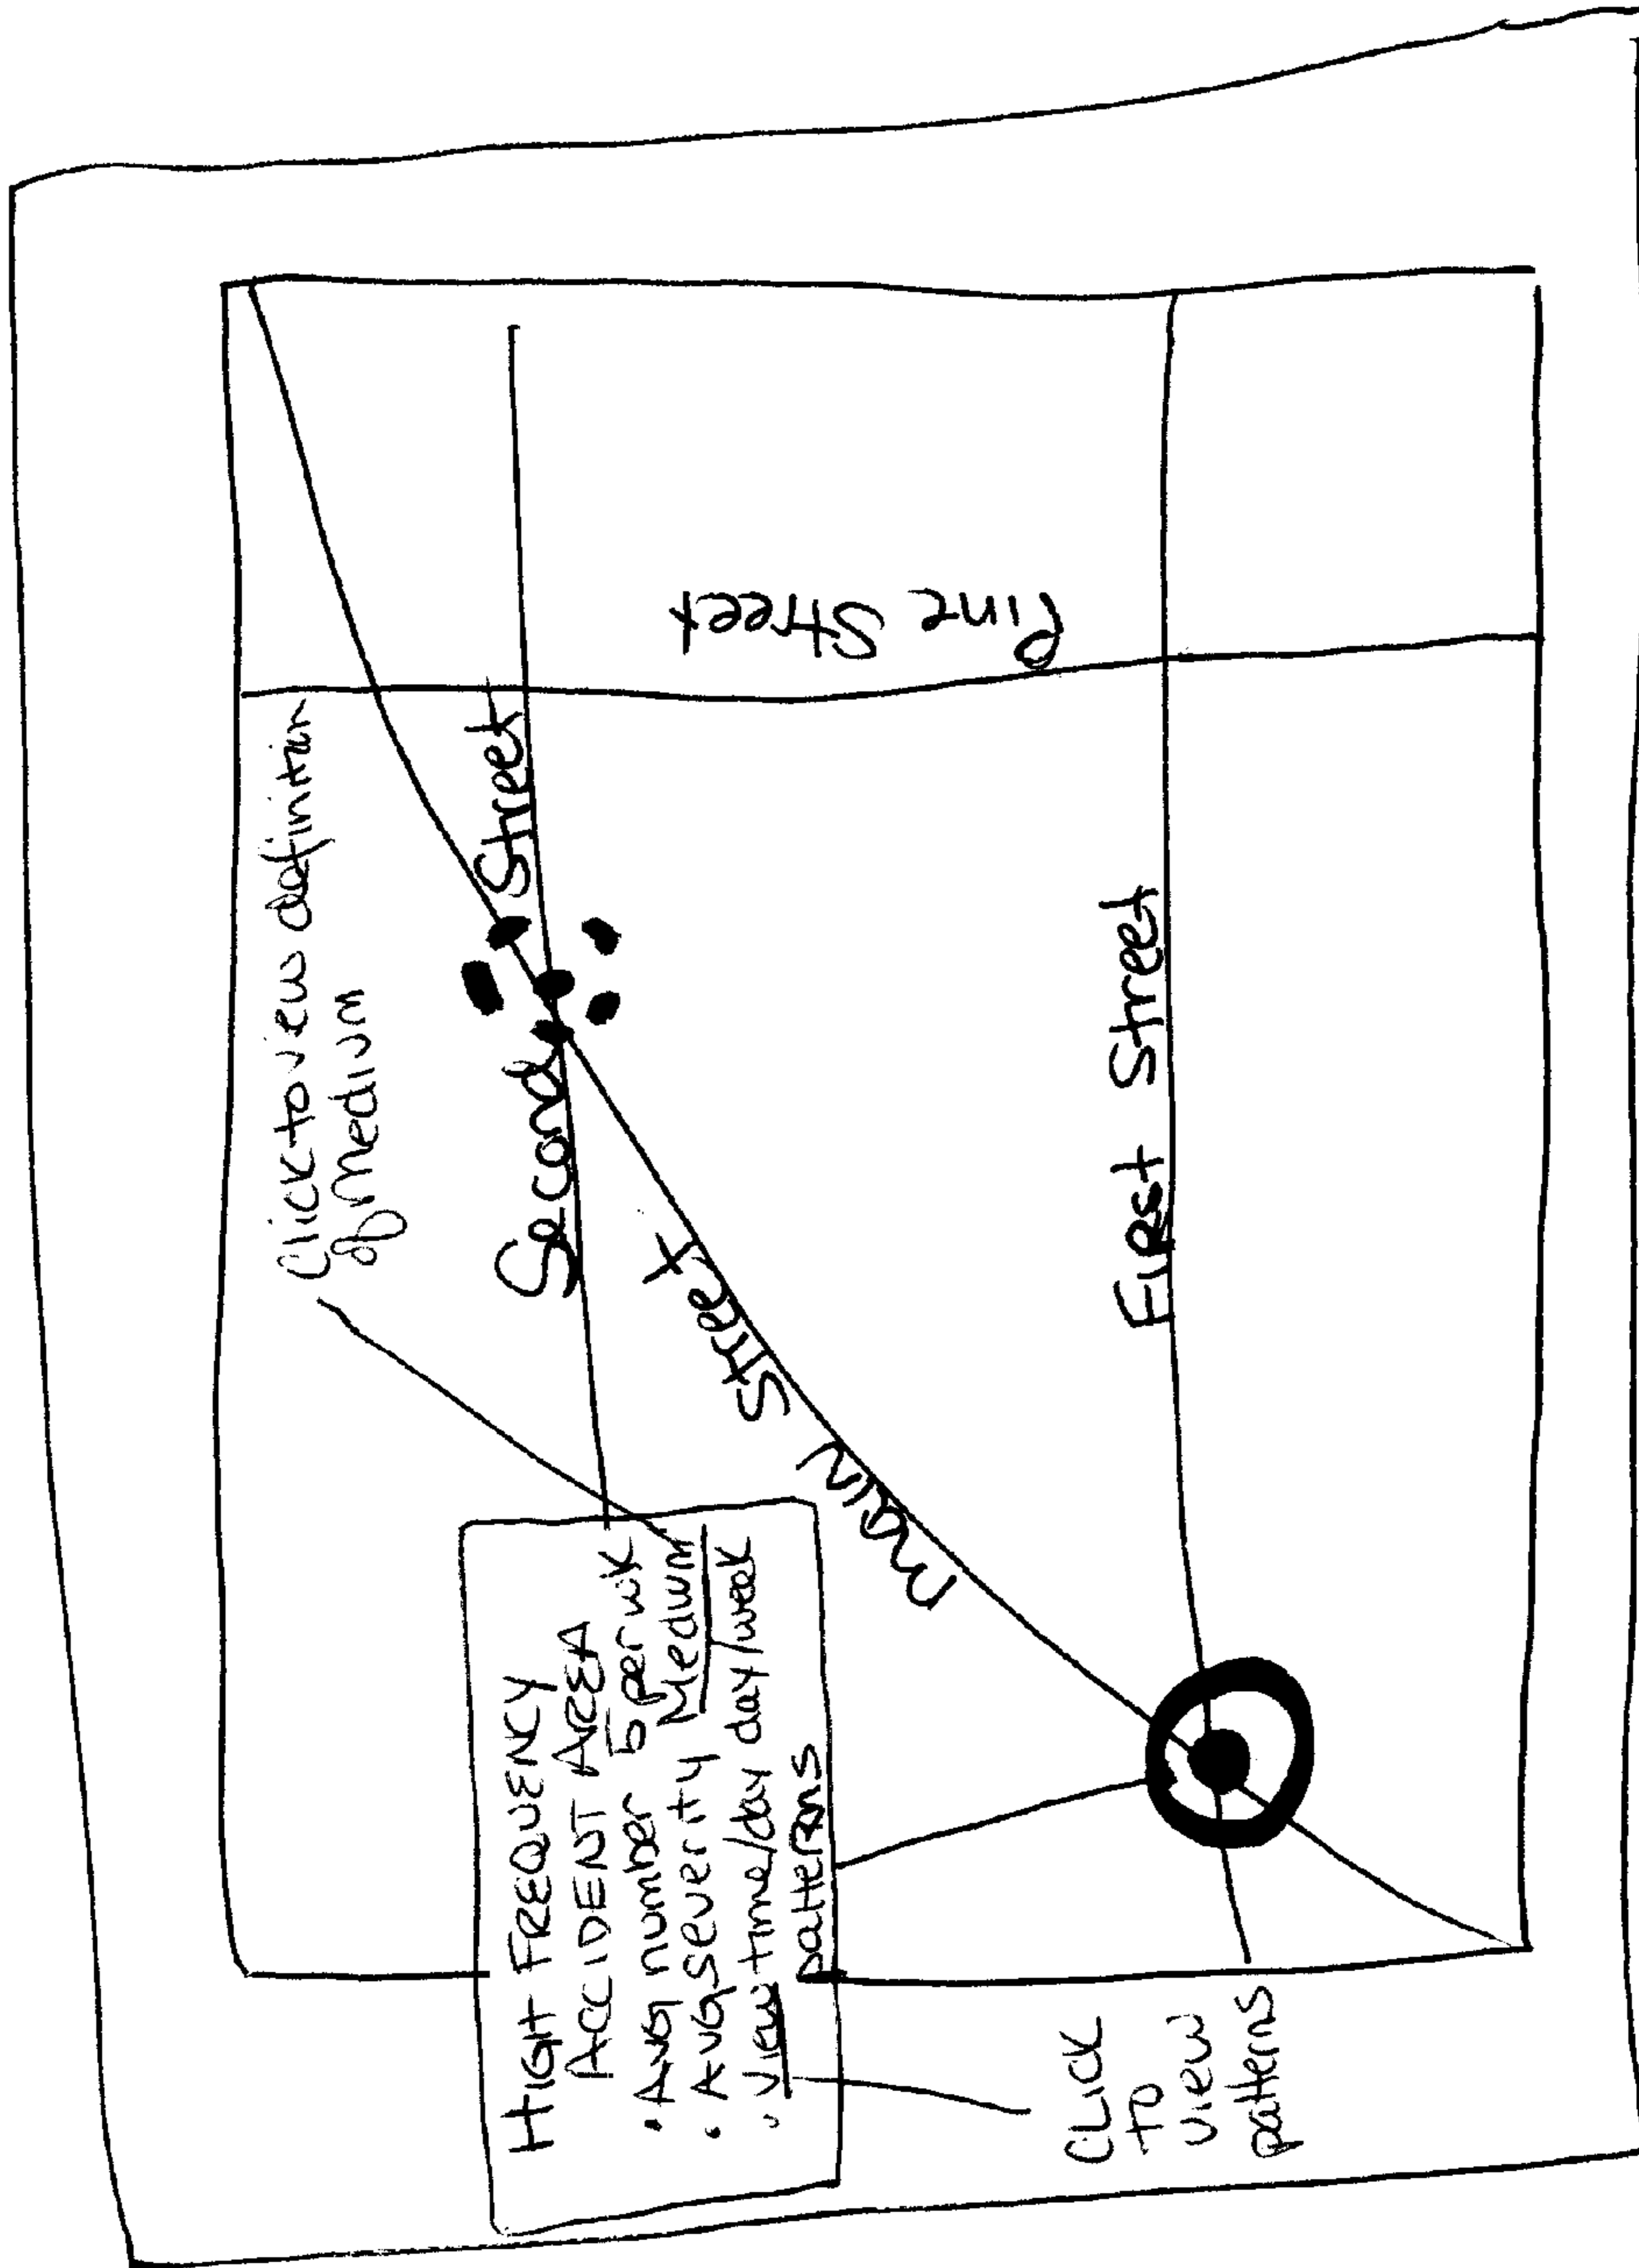 Click to view definition
of Medium
HIGH FREQUENCY
ACCIDENT AREA
• AVG number 5 per wk
• AVG severity Medium
• View time/day day/week
patterns
Second Street
Main Street
Pine Street
First Street
CLICK
TO
VIEW
patterns